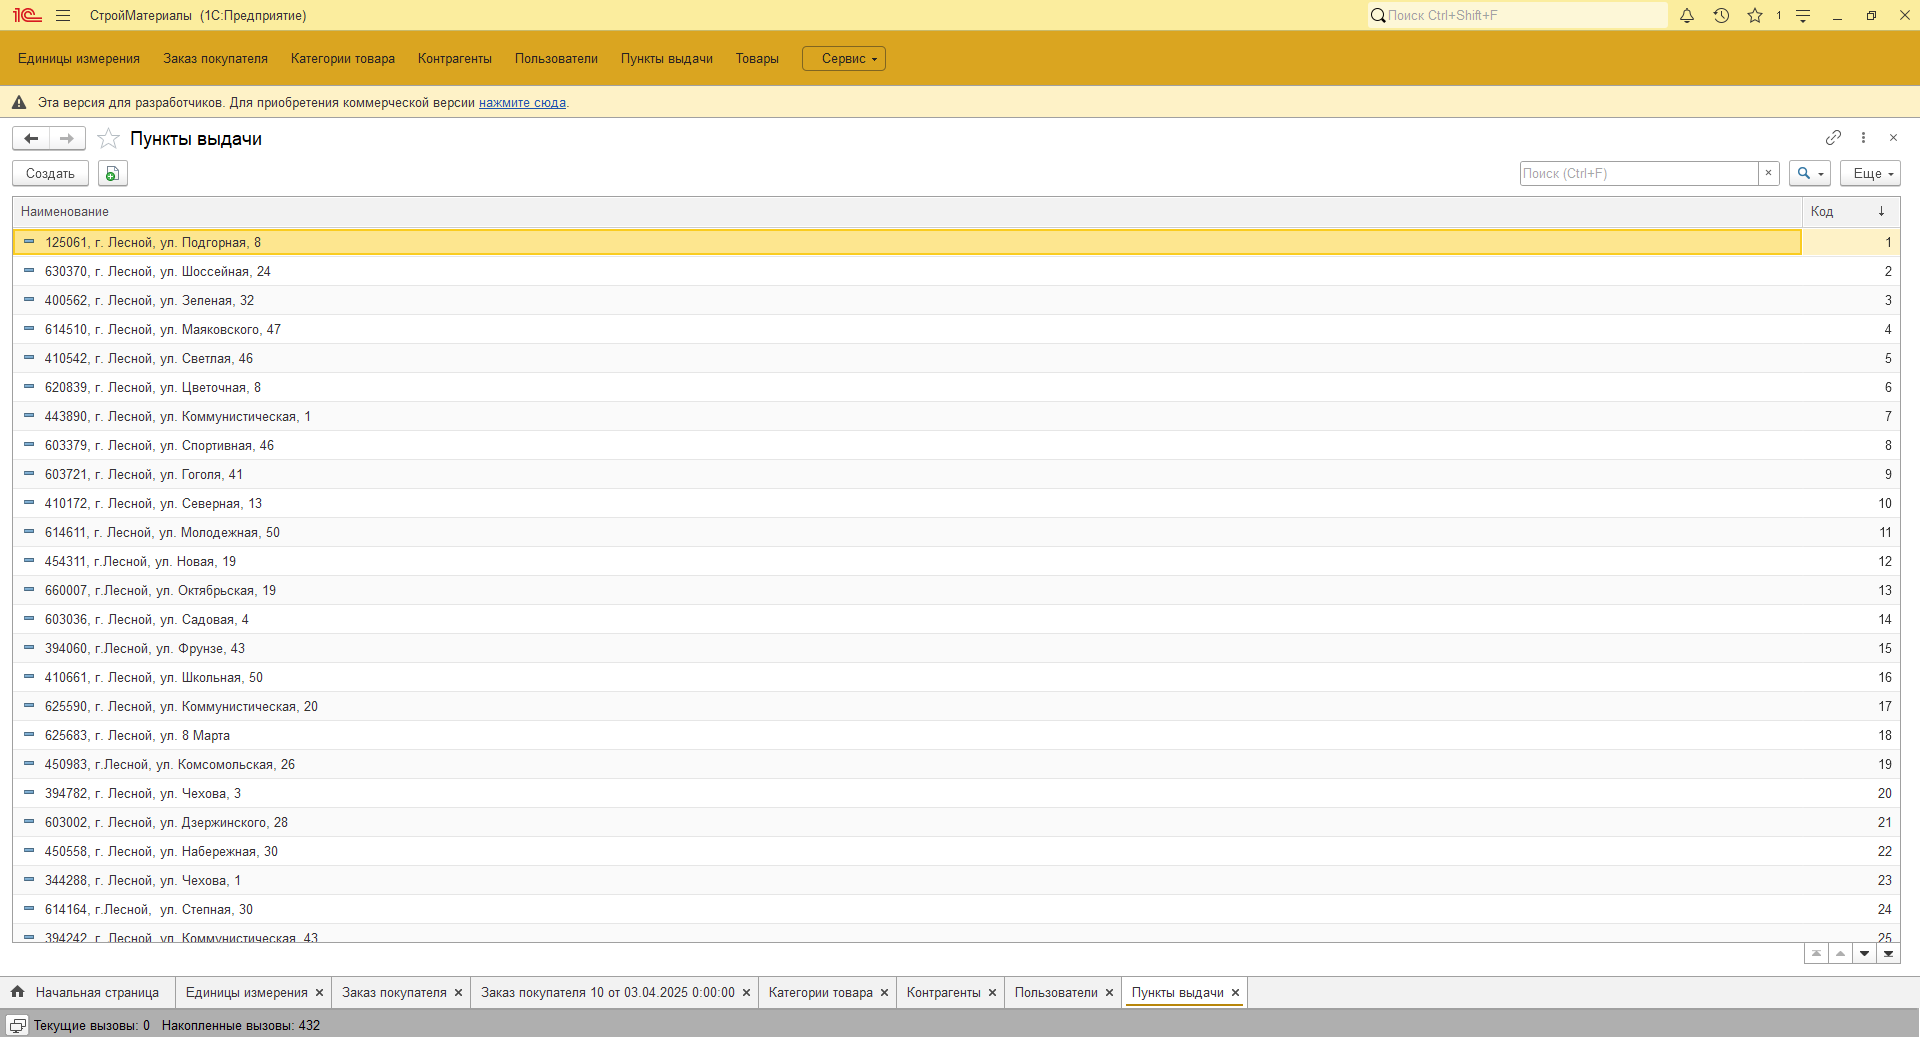 1С СтройМатериалы (1С:Предприятие) Поиск Ctrl+Shift+F 1
Единицы измерения Заказ покупателя Категории товара Контрагенты Пользователи Пункты выдачи Товары Сервис
Эта версия для разработчиков. Для приобретения коммерческой версии нажмите сюда.
Пункты выдачи
Создать Поиск (Ctrl+F) × Еще
Наименование Код ↓
125061, г. Лесной, ул. Подгорная, 8 1
630370, г. Лесной, ул. Шоссейная, 24 2
400562, г. Лесной, ул. Зеленая, 32 3
614510, г. Лесной, ул. Маяковского, 47 4
410542, г. Лесной, ул. Светлая, 46 5
620839, г. Лесной, ул. Цветочная, 8 6
443890, г. Лесной, ул. Коммунистическая, 1 7
603379, г. Лесной, ул. Спортивная, 46 8
603721, г. Лесной, ул. Гоголя, 41 9
410172, г. Лесной, ул. Северная, 13 10
614611, г. Лесной, ул. Молодежная, 50 11
454311, г.Лесной, ул. Новая, 19 12
660007, г.Лесной, ул. Октябрьская, 19 13
603036, г. Лесной, ул. Садовая, 4 14
394060, г.Лесной, ул. Фрунзе, 43 15
410661, г. Лесной, ул. Школьная, 50 16
625590, г. Лесной, ул. Коммунистическая, 20 17
625683, г. Лесной, ул. 8 Марта 18
450983, г.Лесной, ул. Комсомольская, 26 19
394782, г. Лесной, ул. Чехова, 3 20
603002, г. Лесной, ул. Дзержинского, 28 21
450558, г. Лесной, ул. Набережная, 30 22
344288, г. Лесной, ул. Чехова, 1 23
614164, г.Лесной,  ул. Степная, 30 24
394242, г. Лесной, ул. Коммунистическая, 43 25
Начальная страница Единицы измерения × Заказ покупателя × Заказ покупателя 10 от 03.04.2025 0:00:00 × Категории товара × Контрагенты × Пользователи × Пункты выдачи ×
Текущие вызовы: 0 Накопленные вызовы: 432